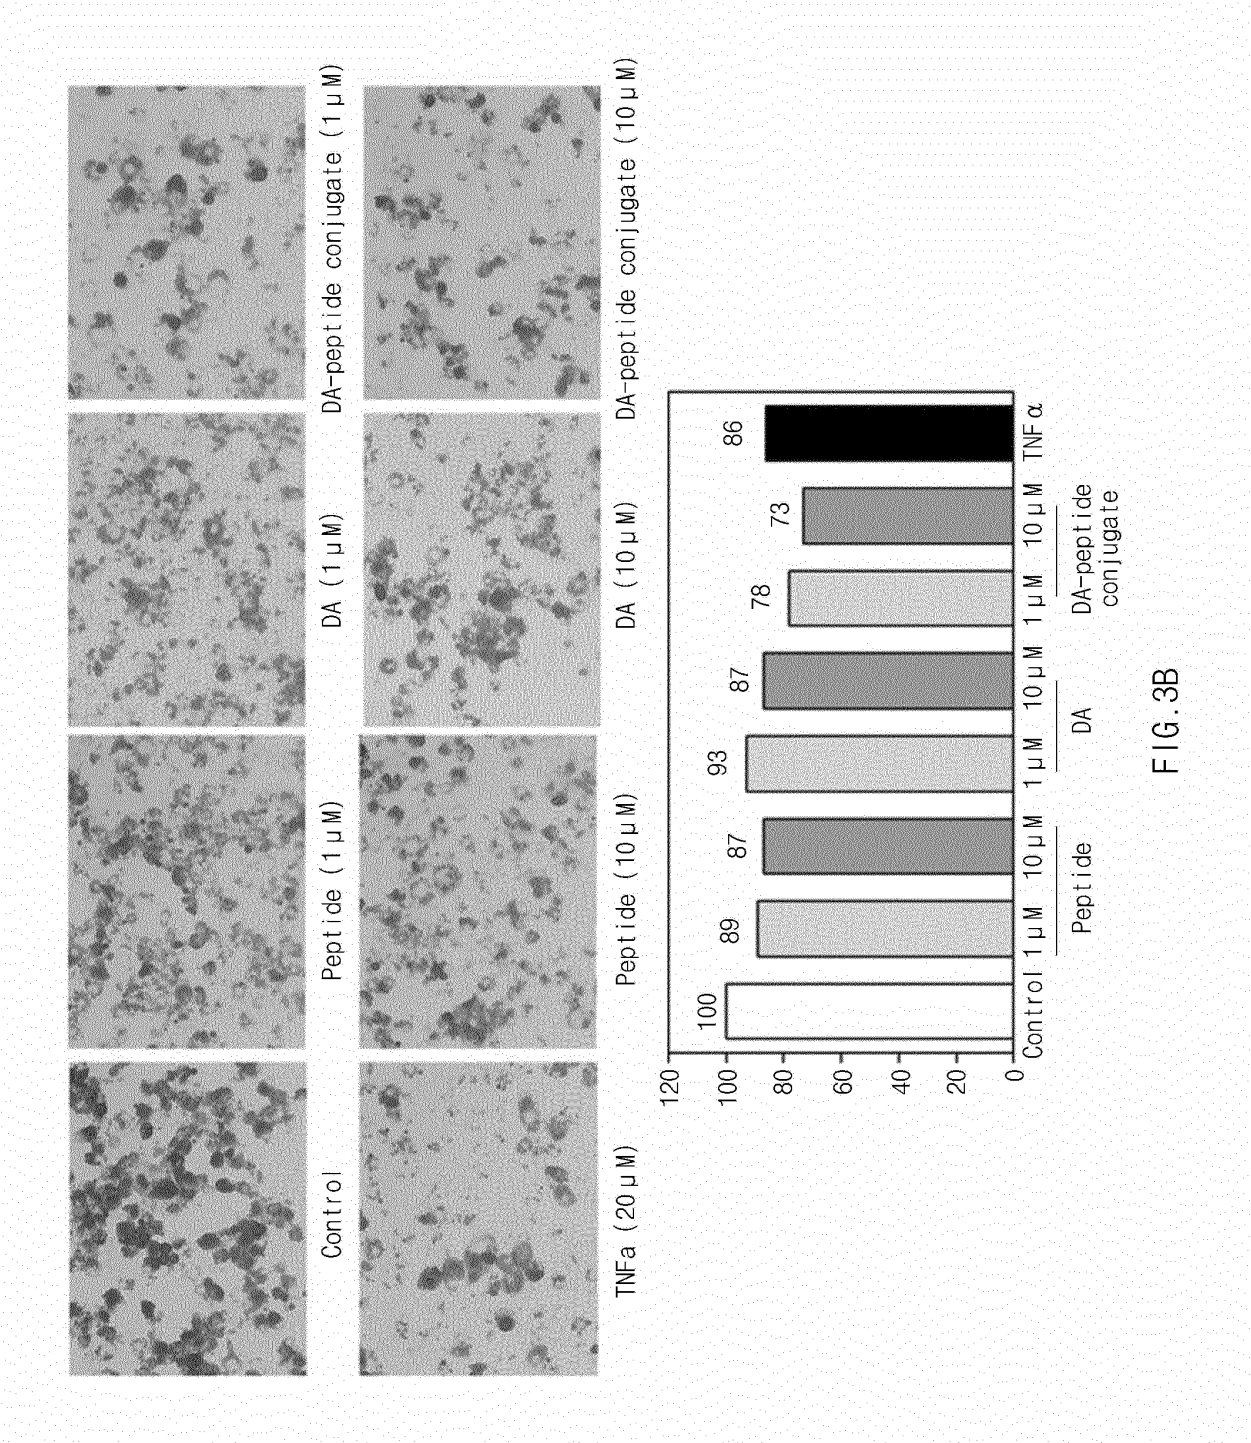 Control
Peptide (1μM)
DA (1μM)
DA-peptide conjugate (1μM)
TNFa (20μM)
Peptide (10μM)
DA (10μM)
DA-peptide conjugate (10μM)
120
100
80
60
40
20
0
100
89
87
93
87
78
73
86
Control
1μM
10μM
1μM
10μM
1μM
10μM
TNFα
Peptide
DA
DA-peptide
conjugate
FIG.3B